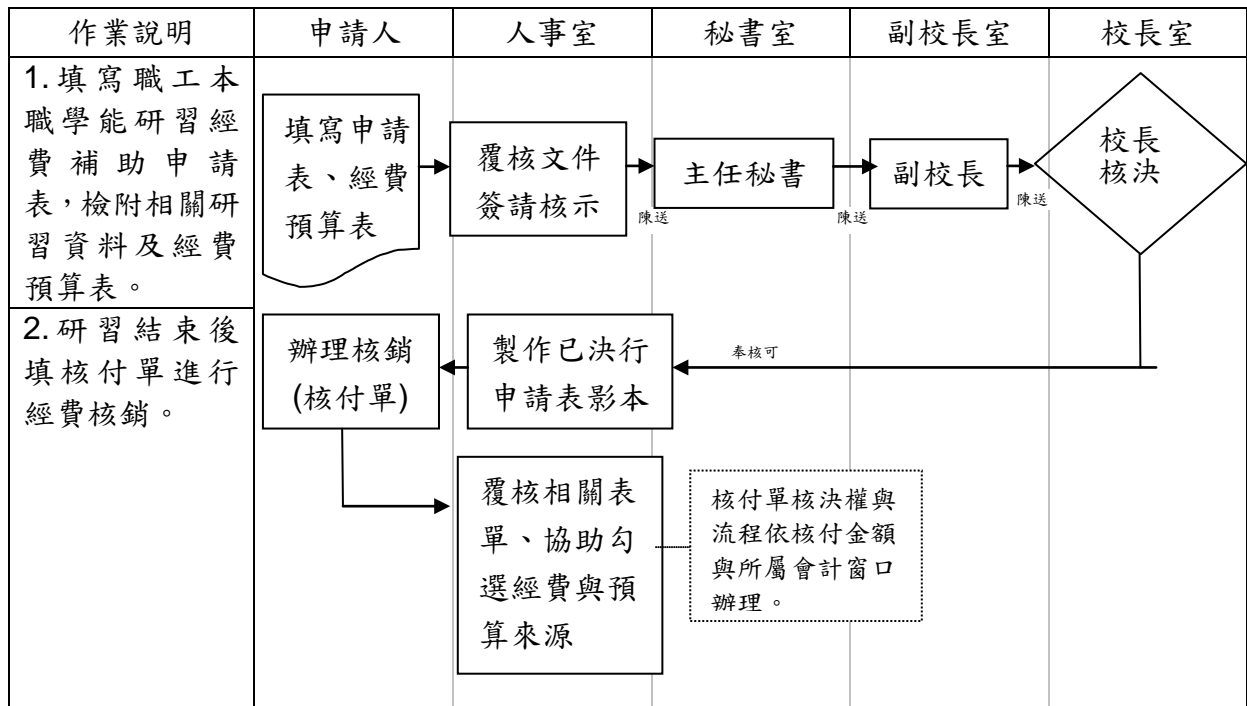 作業說明
申請人
人事室
秘書室
副校長室
校長室
1. 填寫職工本
職學能研習經
費補助申請
表，檢附相關研
習資料及經費
預算表。
填寫申請
表、經費
預算表
覆核文件
簽請核示
陳送
主任秘書
陳送
副校長
陳送
校長
核決
2. 研習結束後
填核付單進行
經費核銷。
辦理核銷
(核付單)
製作已決行
申請表影本
奉核可
覆核相關表
單、協助勾
選經費與預
算來源
核付單核決權與
流程依核付金額
與所屬會計窗口
辦理。